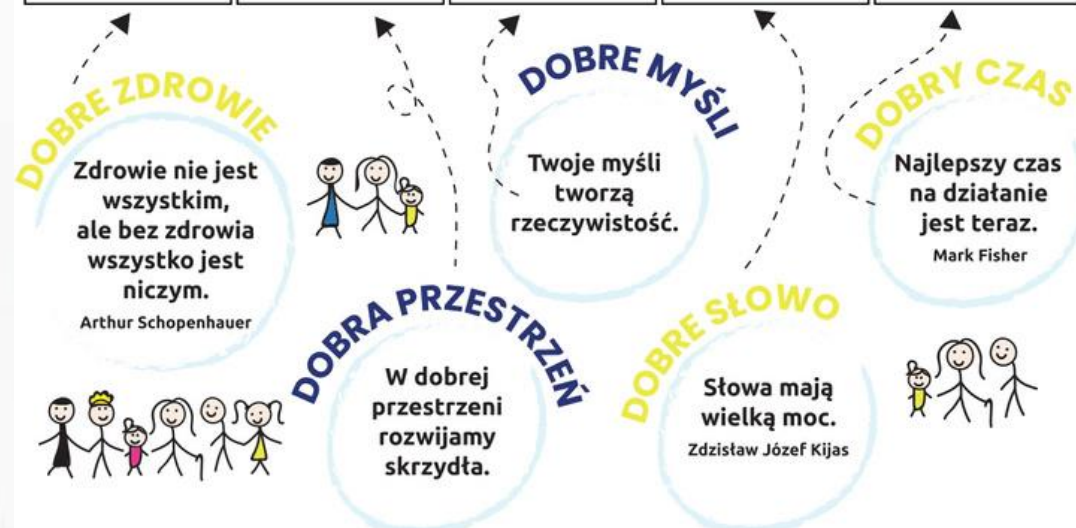 DOBRE ZDROWIE
Zdrowie nie jest
wszystkim,
ale bez zdrowia
wszystko jest
niczym.
Arthur Schopenhauer
DOBRA PRZESTRZEŃ
W dobrej
przestrzeni
rozwijamy
skrzydła.
DOBRE MYŚLI
Twoje myśli
tworzą
rzeczywistość.
DOBRE SŁOWO
Słowa mają
wielką moc.
Zdzisław Józef Kijas
DOBRY CZAS
Najlepszy czas
na działanie
jest teraz.
Mark Fisher